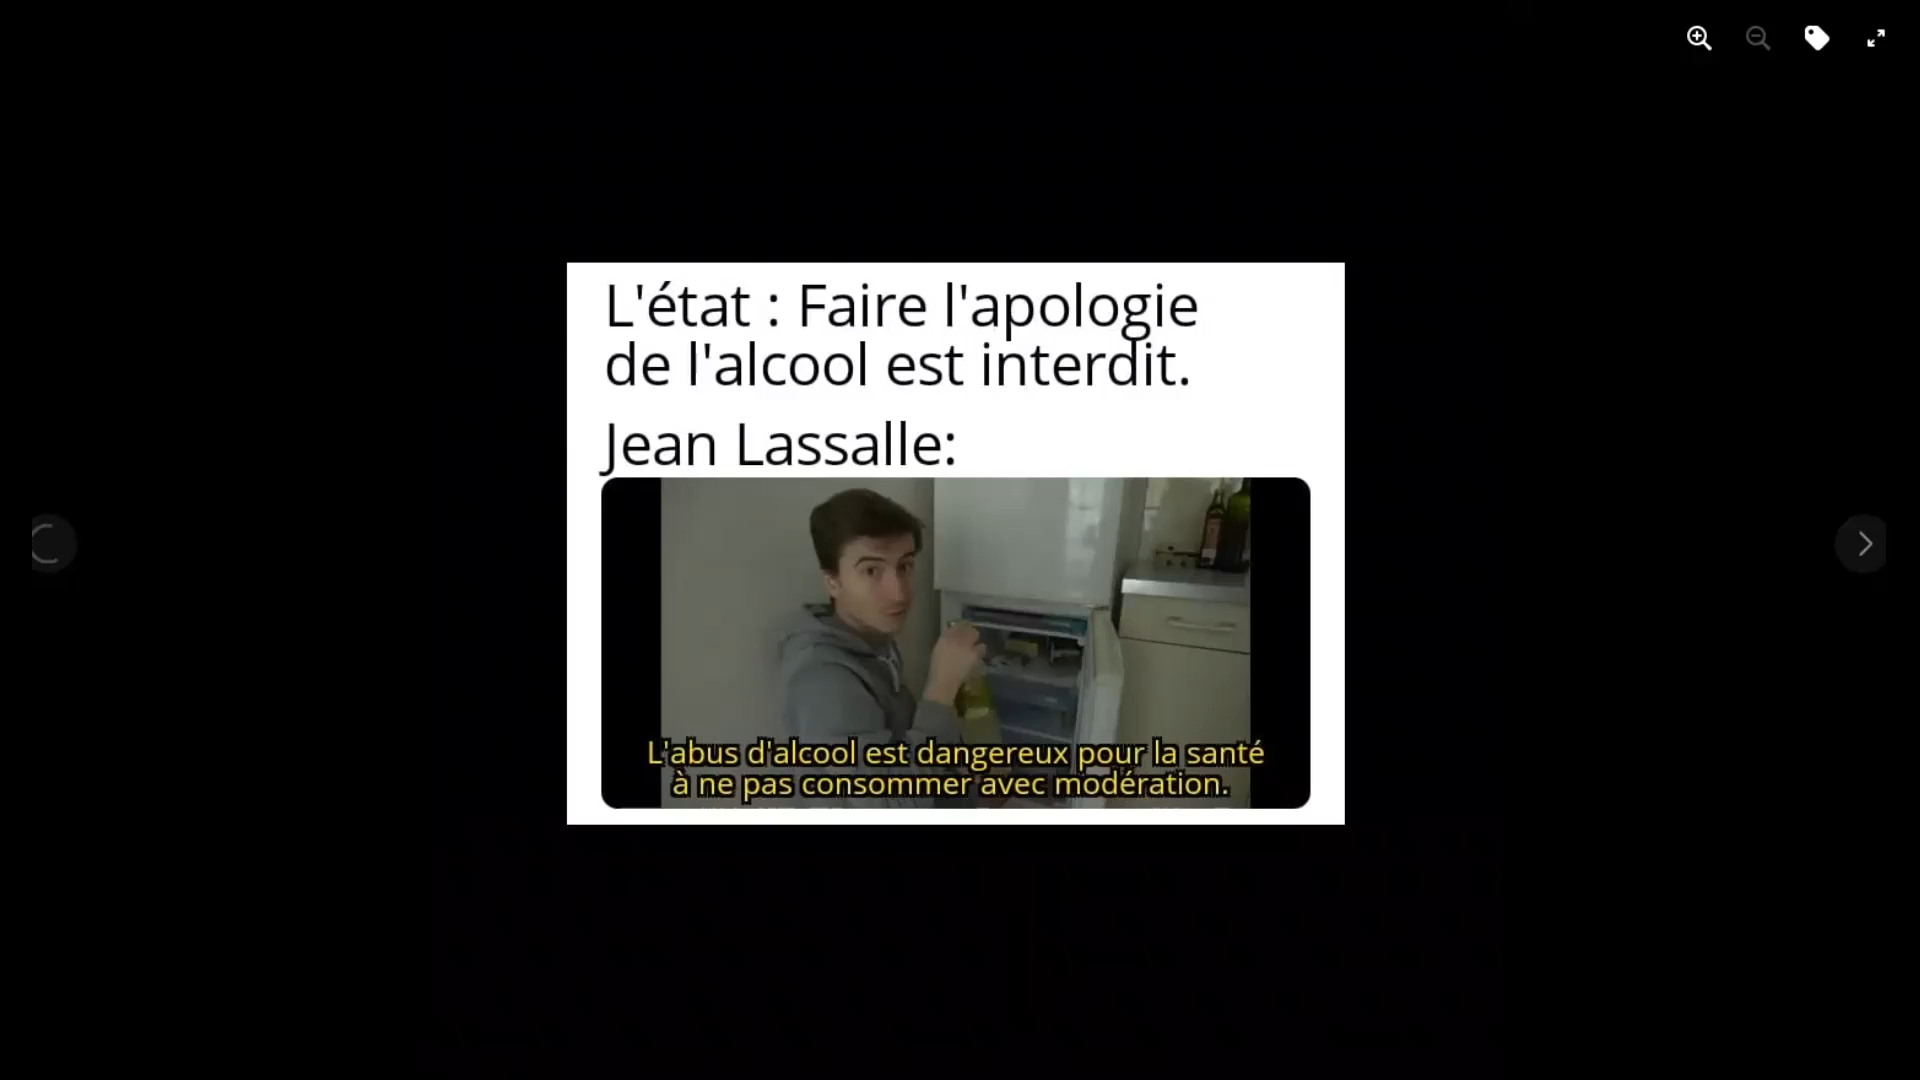 L'état : Faire l'apologie
de l'alcool est interdit.
Jean Lassalle:
L'abus d'alcool est dangereux pour la santé
à ne pas consommer avec modération.